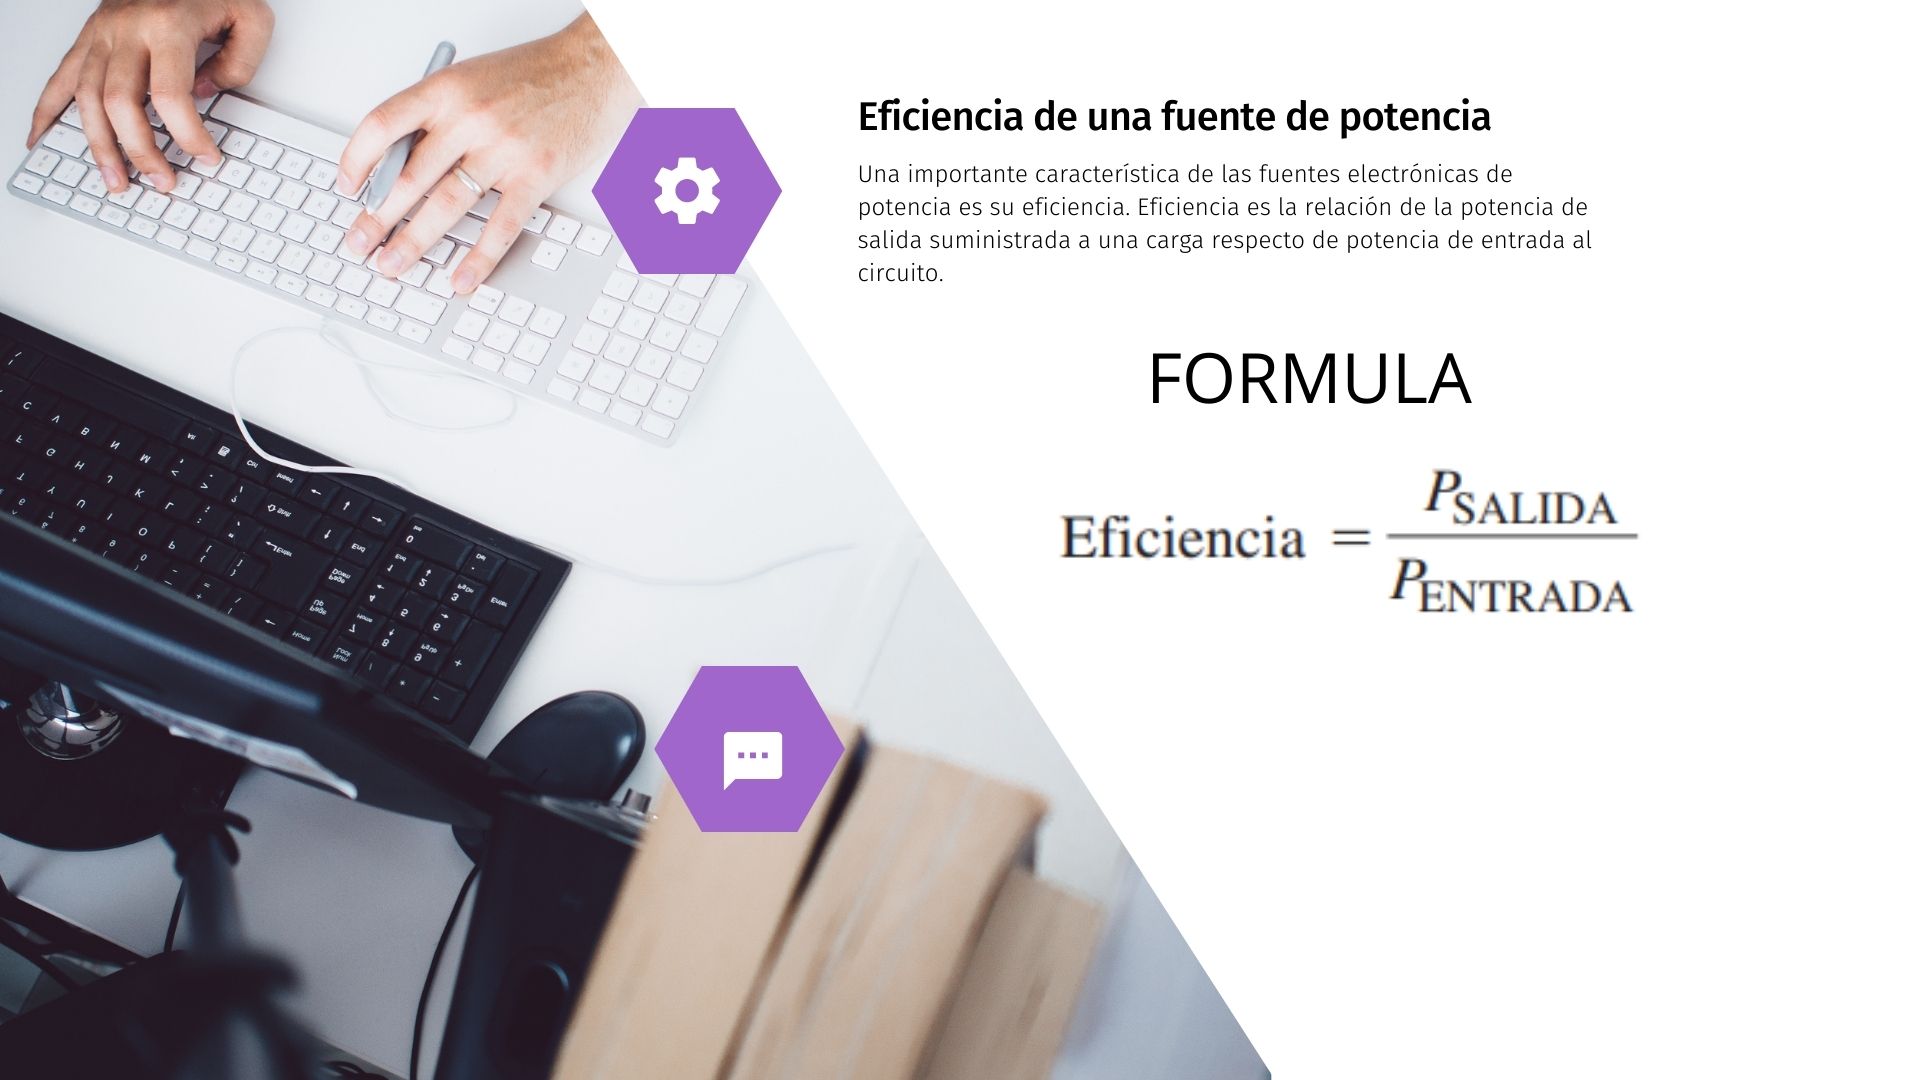 Eficiencia de una fuente de potencia
Una importante característica de las fuentes electrónicas de
potencia es su eficiencia. Eficiencia es la relación de la potencia de
salida suministrada a una carga respecto de potencia de entrada al
circuito.
FORMULA
Eficiencia = P_SALIDA / P_ENTRADA